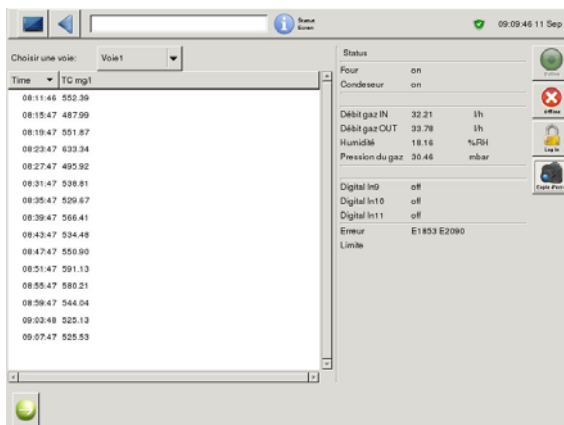 Status
Ecran
09:09:46 11 Sep
Choisir une voie: Voie1
Time TC mg/l
08:11:46 552.39
08:15:47 487.99
08:19:47 551.87
08:23:47 633.34
08:27:47 495.92
08:31:47 538.81
08:35:47 529.67
08:39:47 566.41
08:43:47 534.48
08:47:47 550.90
08:51:47 591.13
08:55:47 580.21
08:59:47 544.04
09:03:48 525.13
09:07:47 525.53
Status
Four on
Condeseur on
Débit gaz IN 32.21 l/h
Débit gaz OUT 33.78 l/h
Humidité 18.16 %RH
Pression du gaz 30.46 mbar
Digital In9 off
Digital In10 off
Digital In11 off
Erreur E1853 E2090
Limite
Online
Offline
Log in